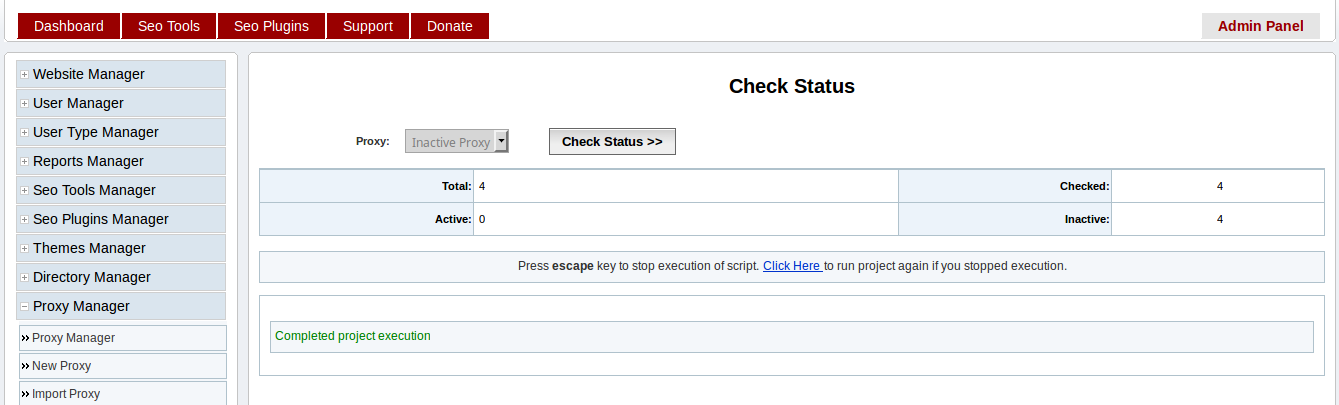 Dashboard Seo Tools Seo Plugins Support Donate Admin Panel
Website Manager
User Manager
User Type Manager
Reports Manager
Seo Tools Manager
Seo Plugins Manager
Themes Manager
Directory Manager
Proxy Manager
Proxy Manager
New Proxy
Import Proxy
Check Status
Proxy: Inactive Proxy Check Status >>
Total: 4 Checked: 4
Active: 0 Inactive: 4
Press escape key to stop execution of script. Click Here to run project again if you stopped execution.
Completed project execution